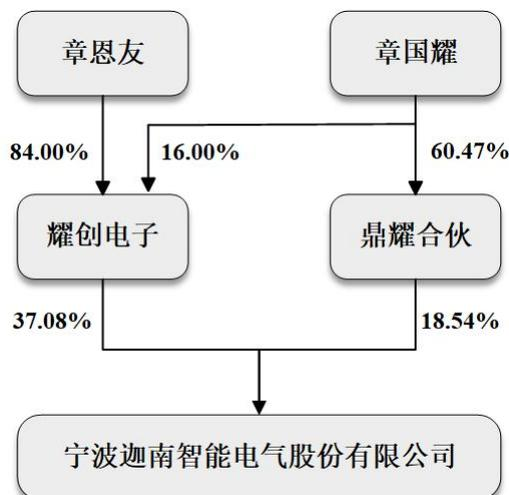 章恩友
章国耀
84.00%
16.00%
60.47%
耀创电子
鼎耀合伙
37.08%
18.54%
宁波迦南智能电气股份有限公司